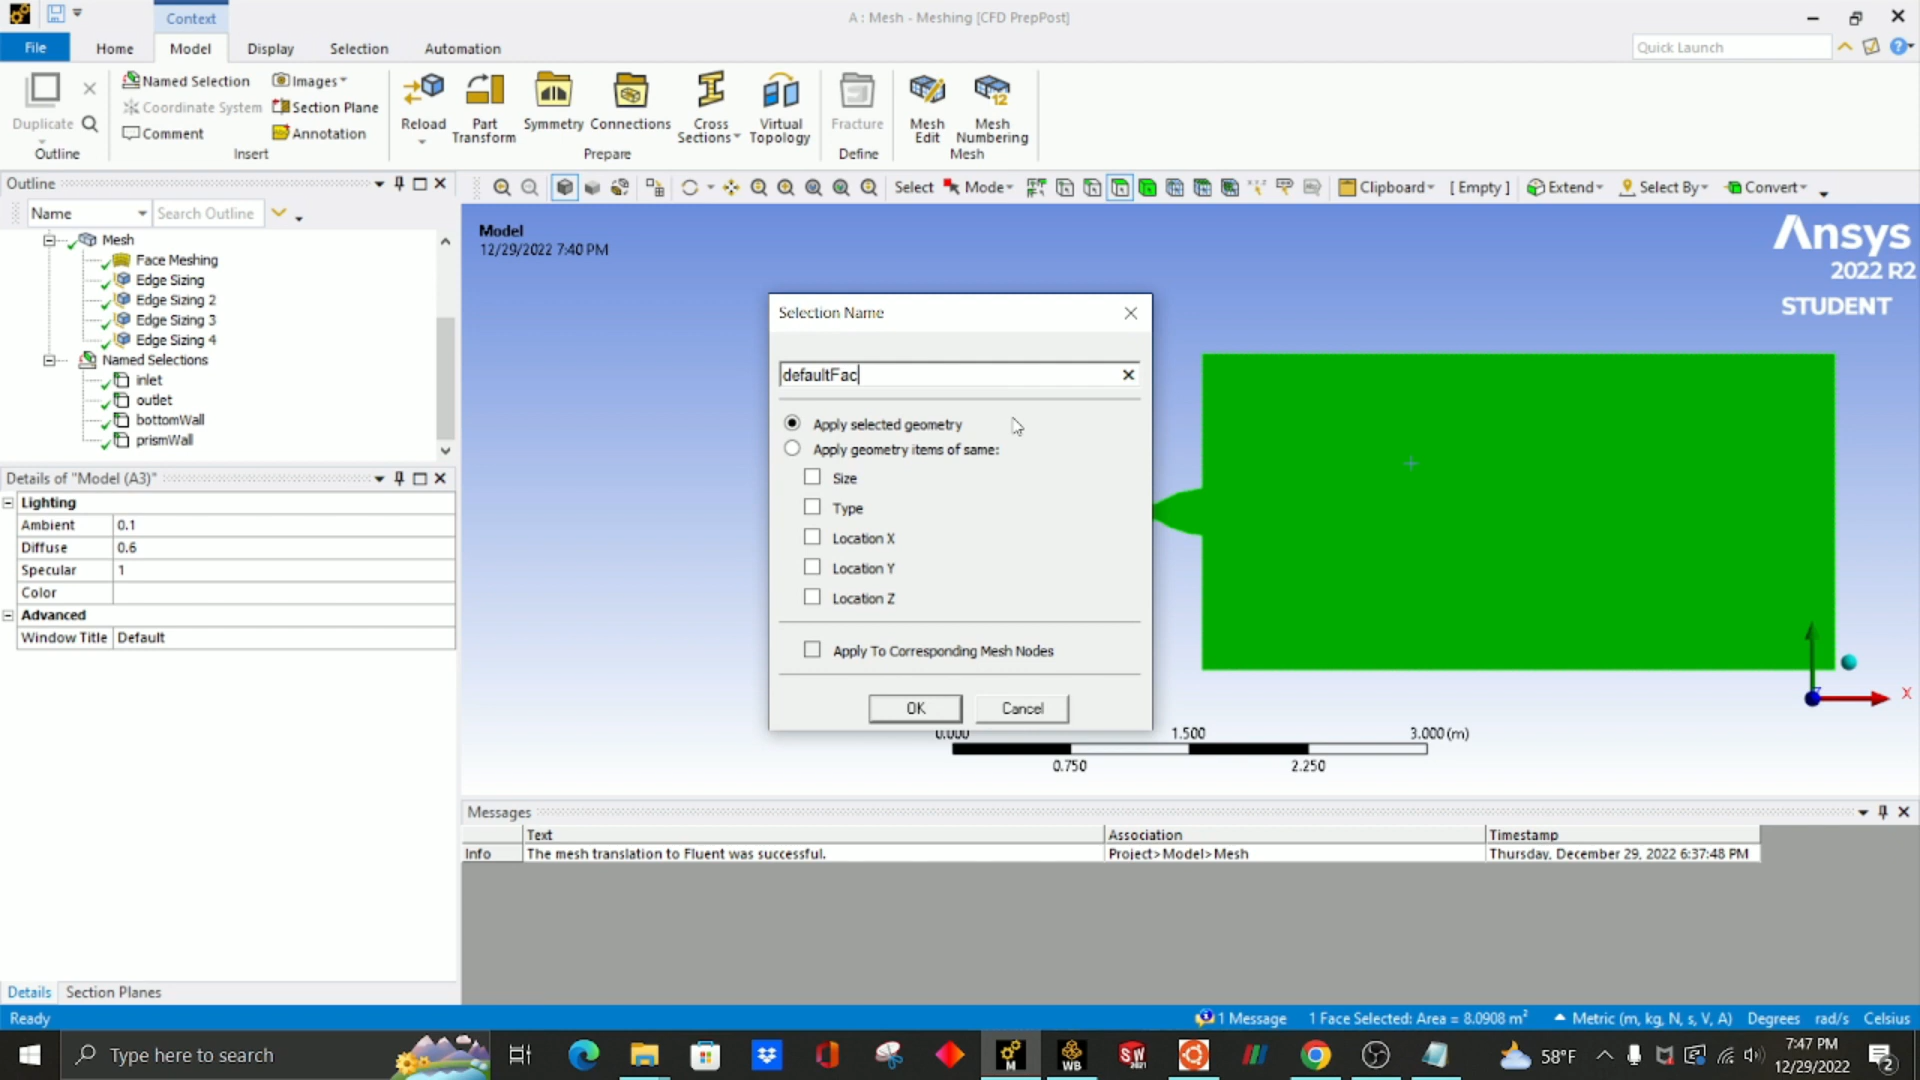 Context
A : Mesh - Meshing [CFD PrepPost]
File
Home
Model
Display
Selection
Automation
Quick Launch
Duplicate
Outline
Named Selection
Coordinate System
Comment
Images
Section Plane
Annotation
Insert
Reload
Part Transform
Symmetry
Connections
Cross Sections
Virtual Topology
Prepare
Fracture
Define
Mesh Edit
Mesh Numbering
Mesh
Outline
Name
Search Outline
Select
Mode
Clipboard
[ Empty ]
Extend
Select By
Convert
Mesh
Face Meshing
Edge Sizing
Edge Sizing 2
Edge Sizing 3
Edge Sizing 4
Named Selections
inlet
outlet
bottomWall
prismWall
Details of "Model (A3)"
Lighting
Ambient 0.1
Diffuse 0.6
Specular 1
Color
Advanced
Window Title Default
Details
Section Planes
Model
12/29/2022 7:40 PM
Ansys
2022 R2
STUDENT
Selection Name
defaultFac
Apply selected geometry
Apply geometry items of same:
Size
Type
Location X
Location Y
Location Z
Apply To Corresponding Mesh Nodes
OK
Cancel
X
0.000
1.500
3.000 (m)
0.750
2.250
Messages
Text Association Timestamp
Info The mesh translation to Fluent was successful. Project>Model>Mesh Thursday, December 29, 2022 6:37:48 PM
Ready
1 Message
1 Face Selected: Area = 8.0908 m²
Metric (m, kg, N, s, V, A)
Degrees
rad/s
Celsius
Type here to search
M
WB
SW
2021
58°F
7:47 PM
12/29/2022
2